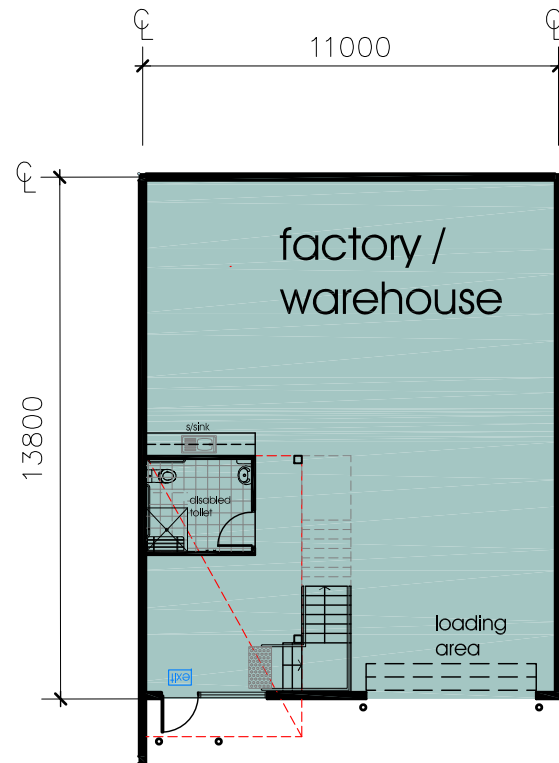 ℄ ℄
11000
℄
factory /
warehouse
13800
s/sink
disabled
toilet
loading
area
exit